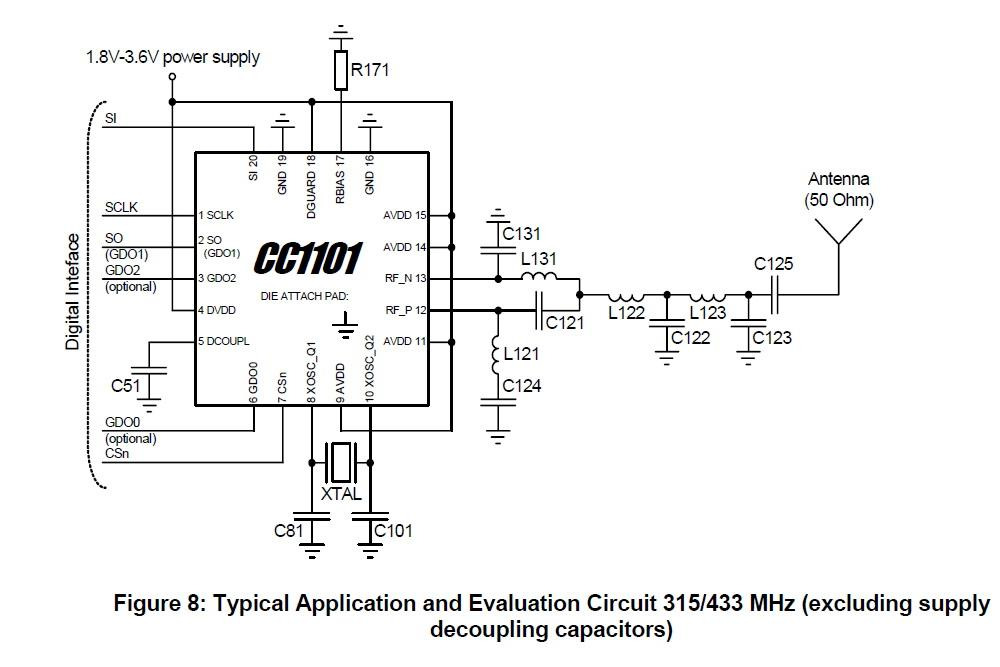 1.8V-3.6V power supply
R171
SI
SI 20
GND 19
DGUARD 18
RBIAS 17
GND 16
Antenna
(50 Ohm)
SCLK
1 SCLK
AVDD 15
C131
SO
2 SO
(GDO1)
(GDO1)
CC1101
AVDD 14
L131
C125
GDO2
3 GDO2
RF_N 13
(optional)
DIE ATTACH PAD:
4 DVDD
RF_P 12
C121
L122
L123
Digital Inteface
5 DCOUPL
AVDD 11
C122
C123
L121
C51
6 GDO0
7 CSn
8 XOSC_Q1
9 AVDD
10 XOSC_Q2
C124
GDO0
(optional)
CSn
XTAL
C81
C101
Figure 8: Typical Application and Evaluation Circuit 315/433 MHz (excluding supply
decoupling capacitors)